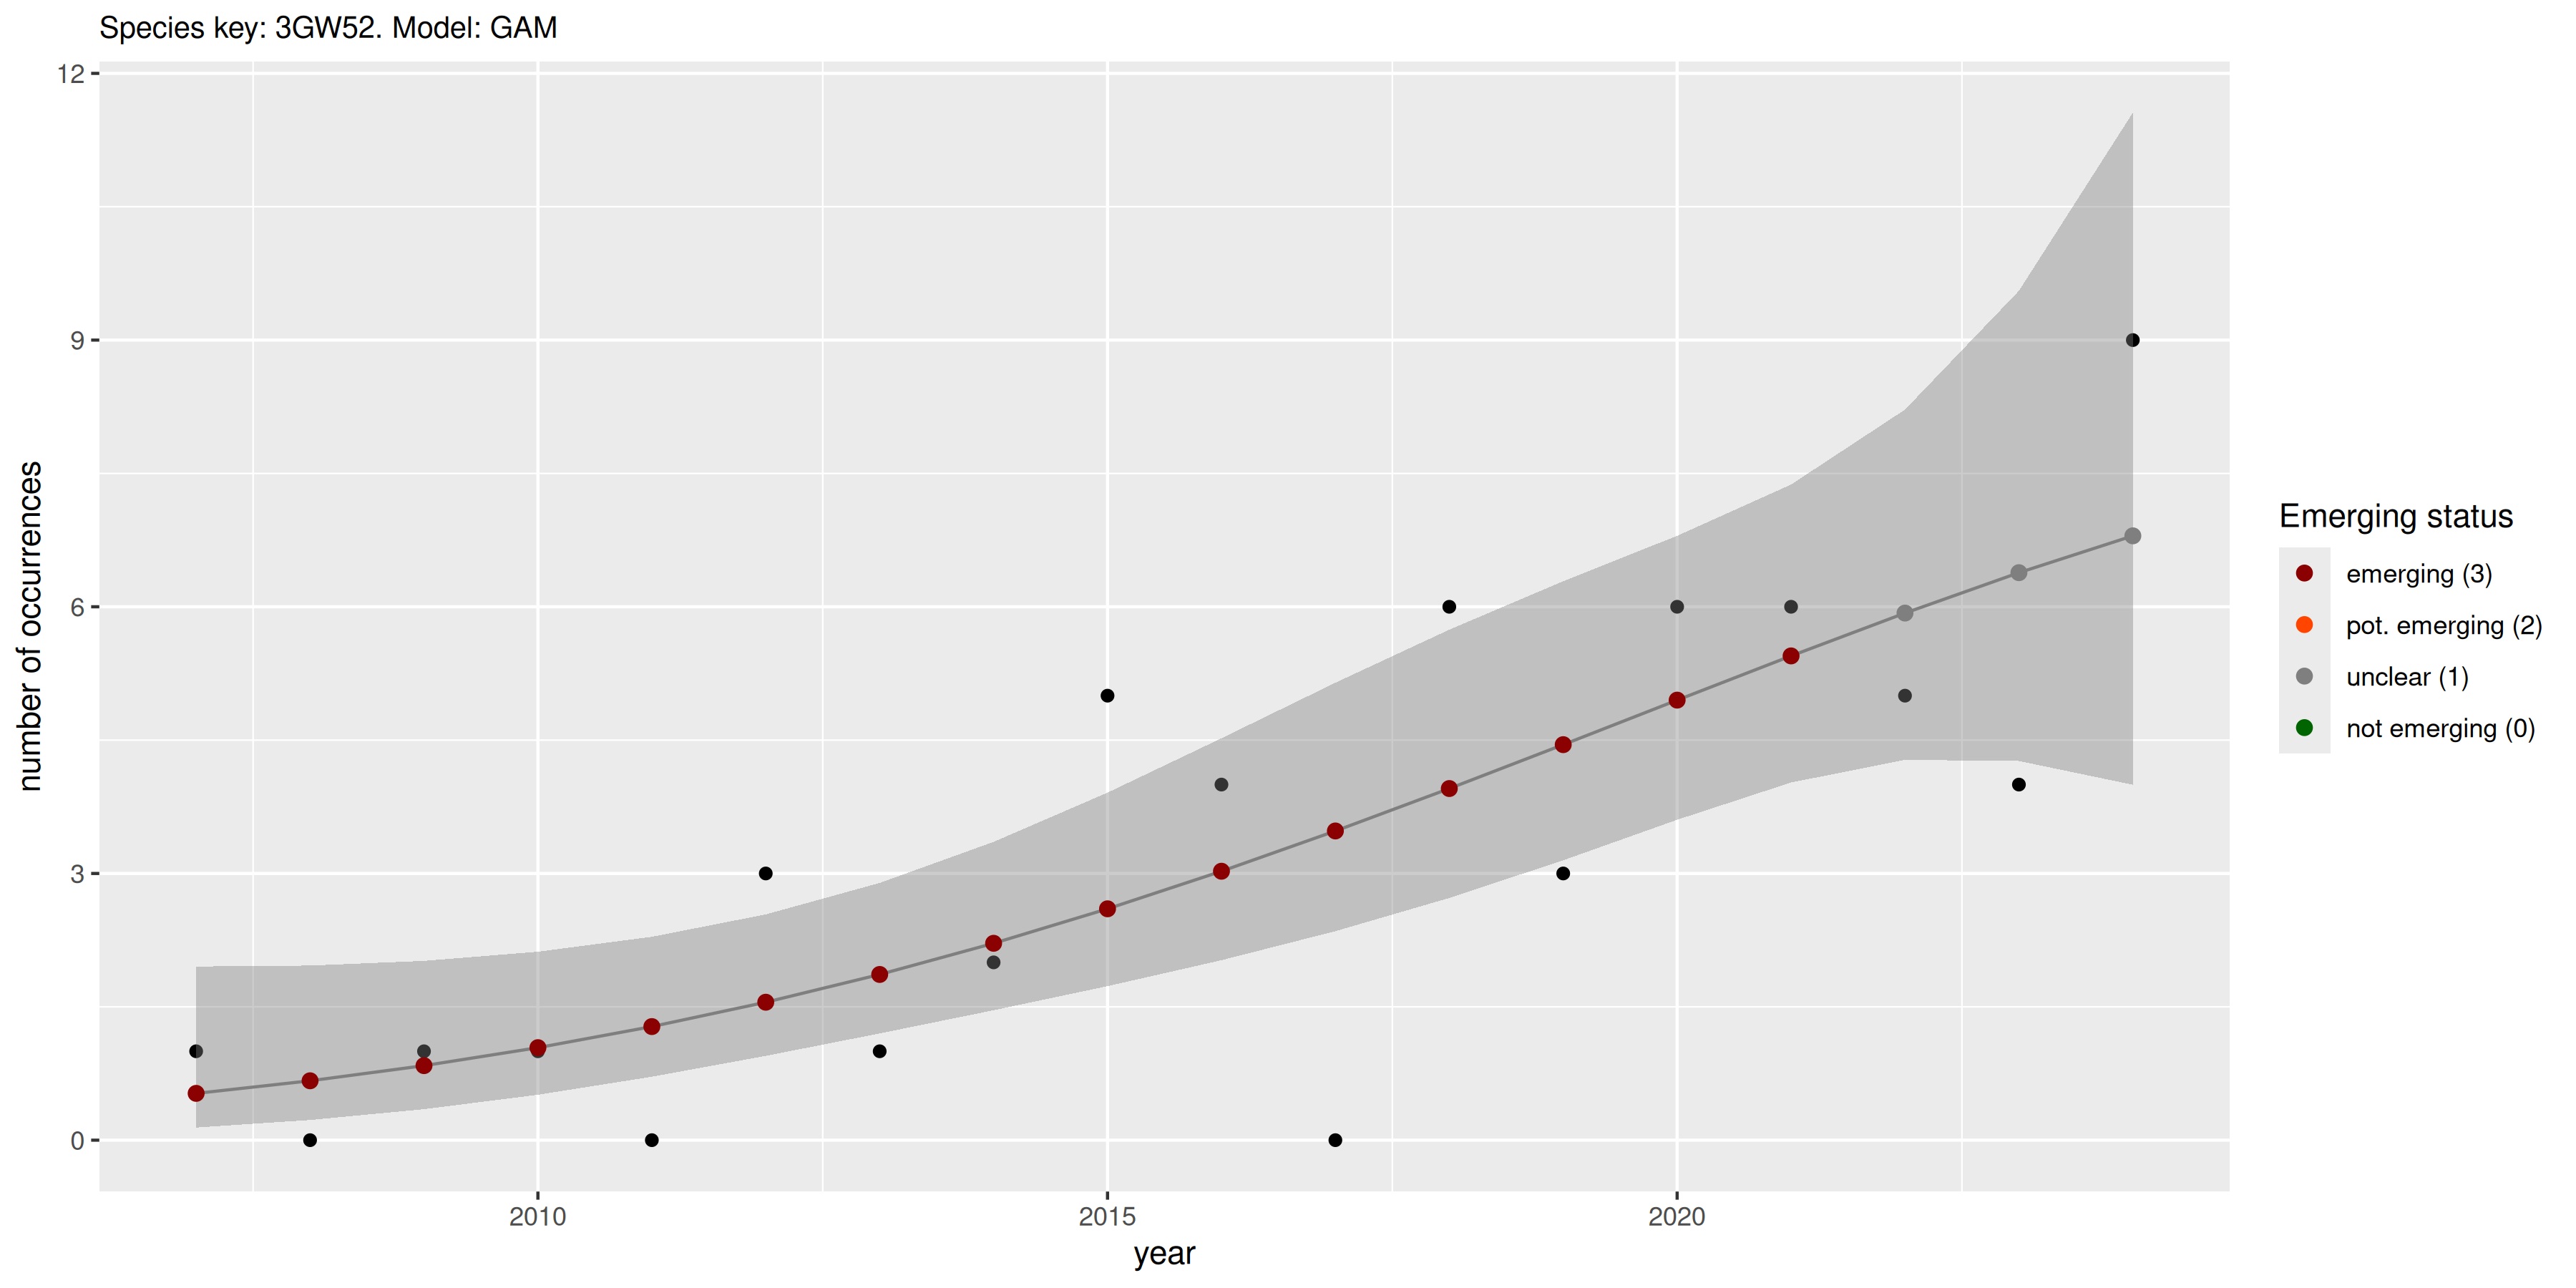 Species key: 3GW52. Model: GAM
12
9
6
3
0
number of occurrences
2010
2015
2020
year
Emerging status
emerging (3)
pot. emerging (2)
unclear (1)
not emerging (0)